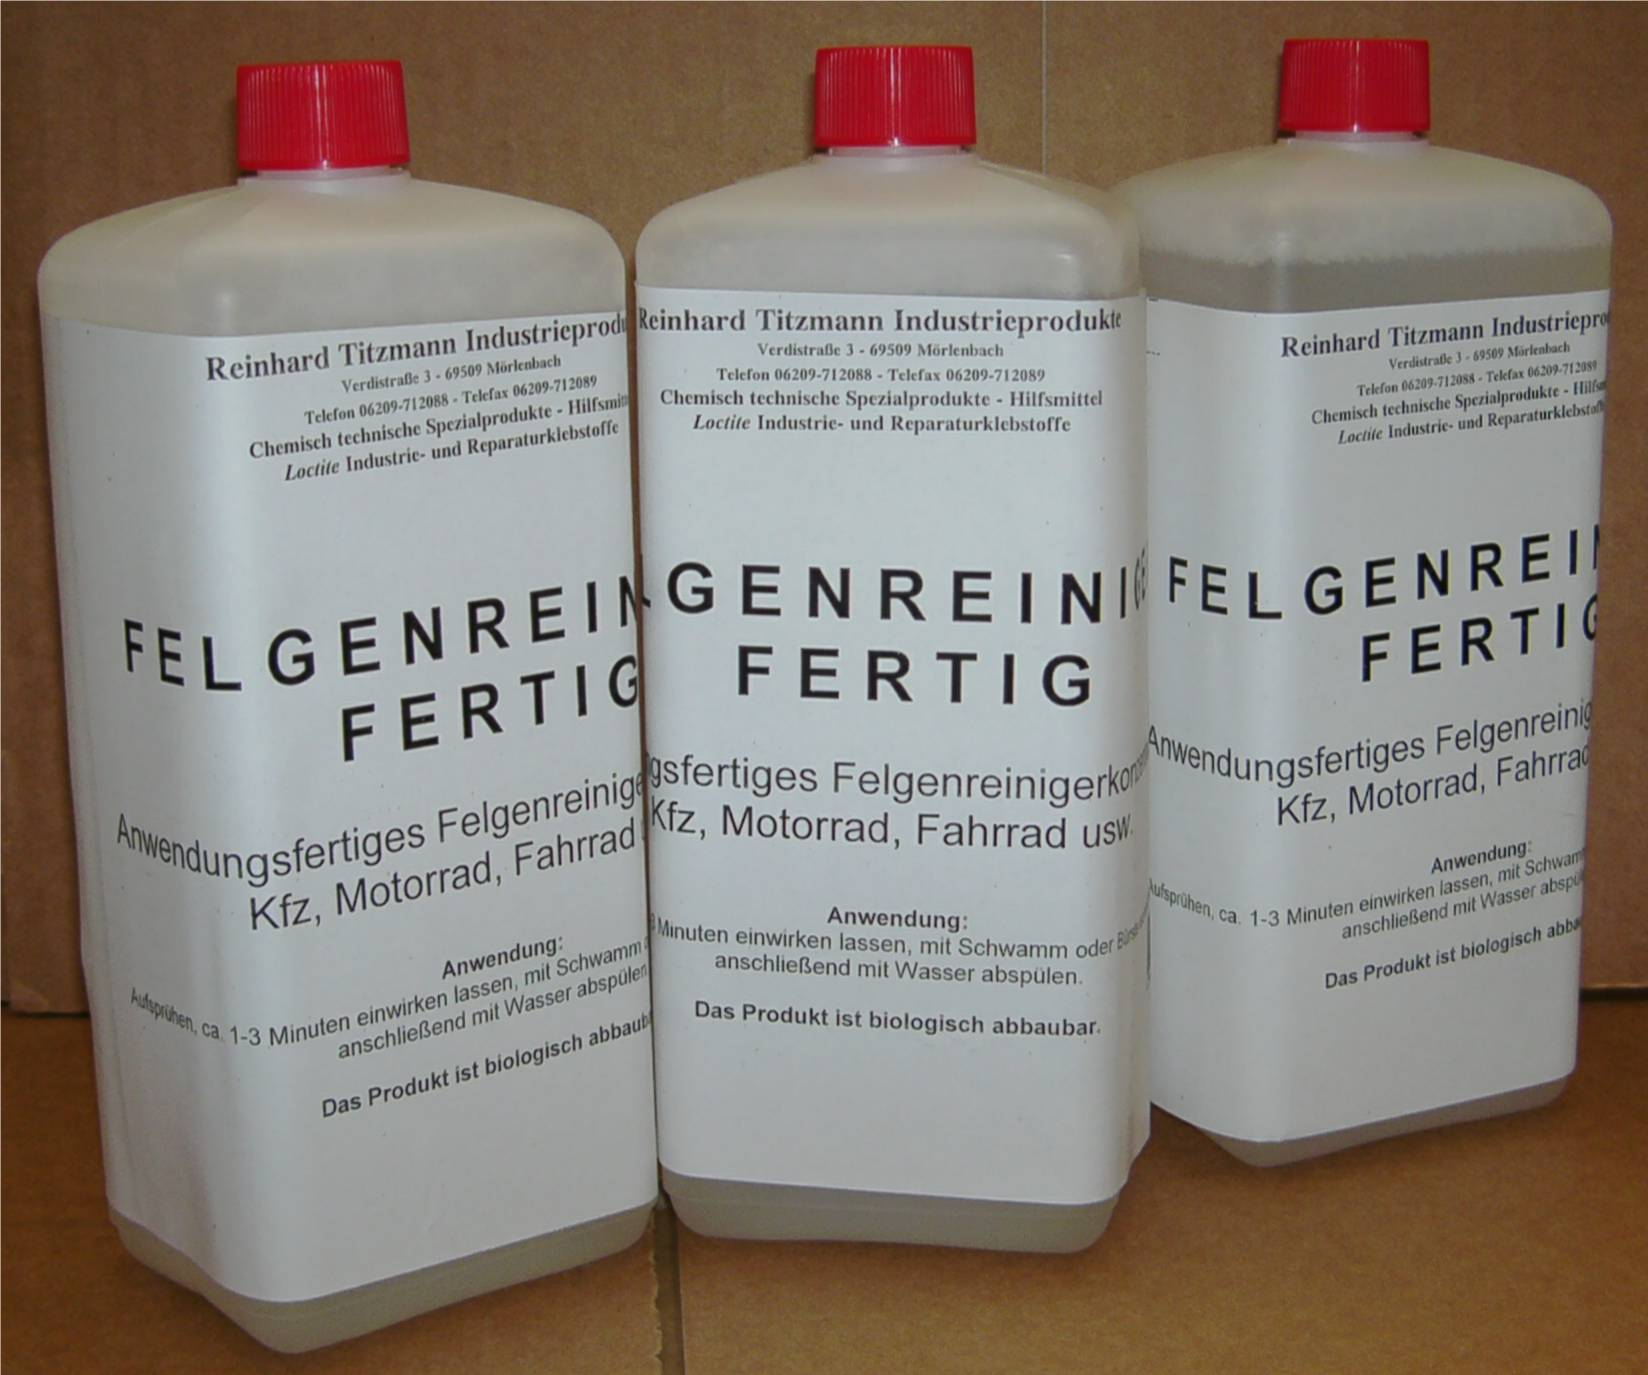 Reinhard Titzmann Industrieprodu
Verdistraße 3 - 69509 Mörlenbach
Telefon 06209-712088 - Telefax 06209-712089
Chemisch technische Spezialprodukte - Hilfsmitt
Loctite Industrie- und Reparaturklebstoffe
FELGENREIN
FERTIG
Anwendungsfertiges Felgenreinige
Kfz, Motorrad, Fahrrad
Anwendung:
Aufsprühen, ca. 1-3 Minuten einwirken lassen, mit Schwamm
anschließend mit Wasser abspülen
Das Produkt ist biologisch abbaub
Reinhard Titzmann Industrieprodukte
Verdistraße 3 - 69509 Mörlenbach
Telefon 06209-712088 - Telefax 06209-712089
Chemisch technische Spezialprodukte - Hilfsmittel
Loctite Industrie- und Reparaturklebstoffe
GENREINIGE
FERTIG
gsfertiges Felgenreinigerkonz
Kfz, Motorrad, Fahrrad usw.
Anwendung:
3 Minuten einwirken lassen, mit Schwamm oder Bürste
anschließend mit Wasser abspülen.
Das Produkt ist biologisch abbaubar.
Reinhard Titzmann Industriepro
Verdistraße 3 - 69509 Mörlenbach
Telefon 06209-712088 - Telefax 06209-712089
Chemisch technische Spezialprodukte - Hilfsm
Loctite Industrie- und Reparaturklebstoff
FELGENREIN
FERTIG
Anwendungsfertiges Felgenreinig
Kfz, Motorrad, Fahrrad
Anwendung:
Aufsprühen, ca. 1-3 Minuten einwirken lassen, mit Schwamm
anschließend mit Wasser abspül
Das Produkt ist biologisch abba